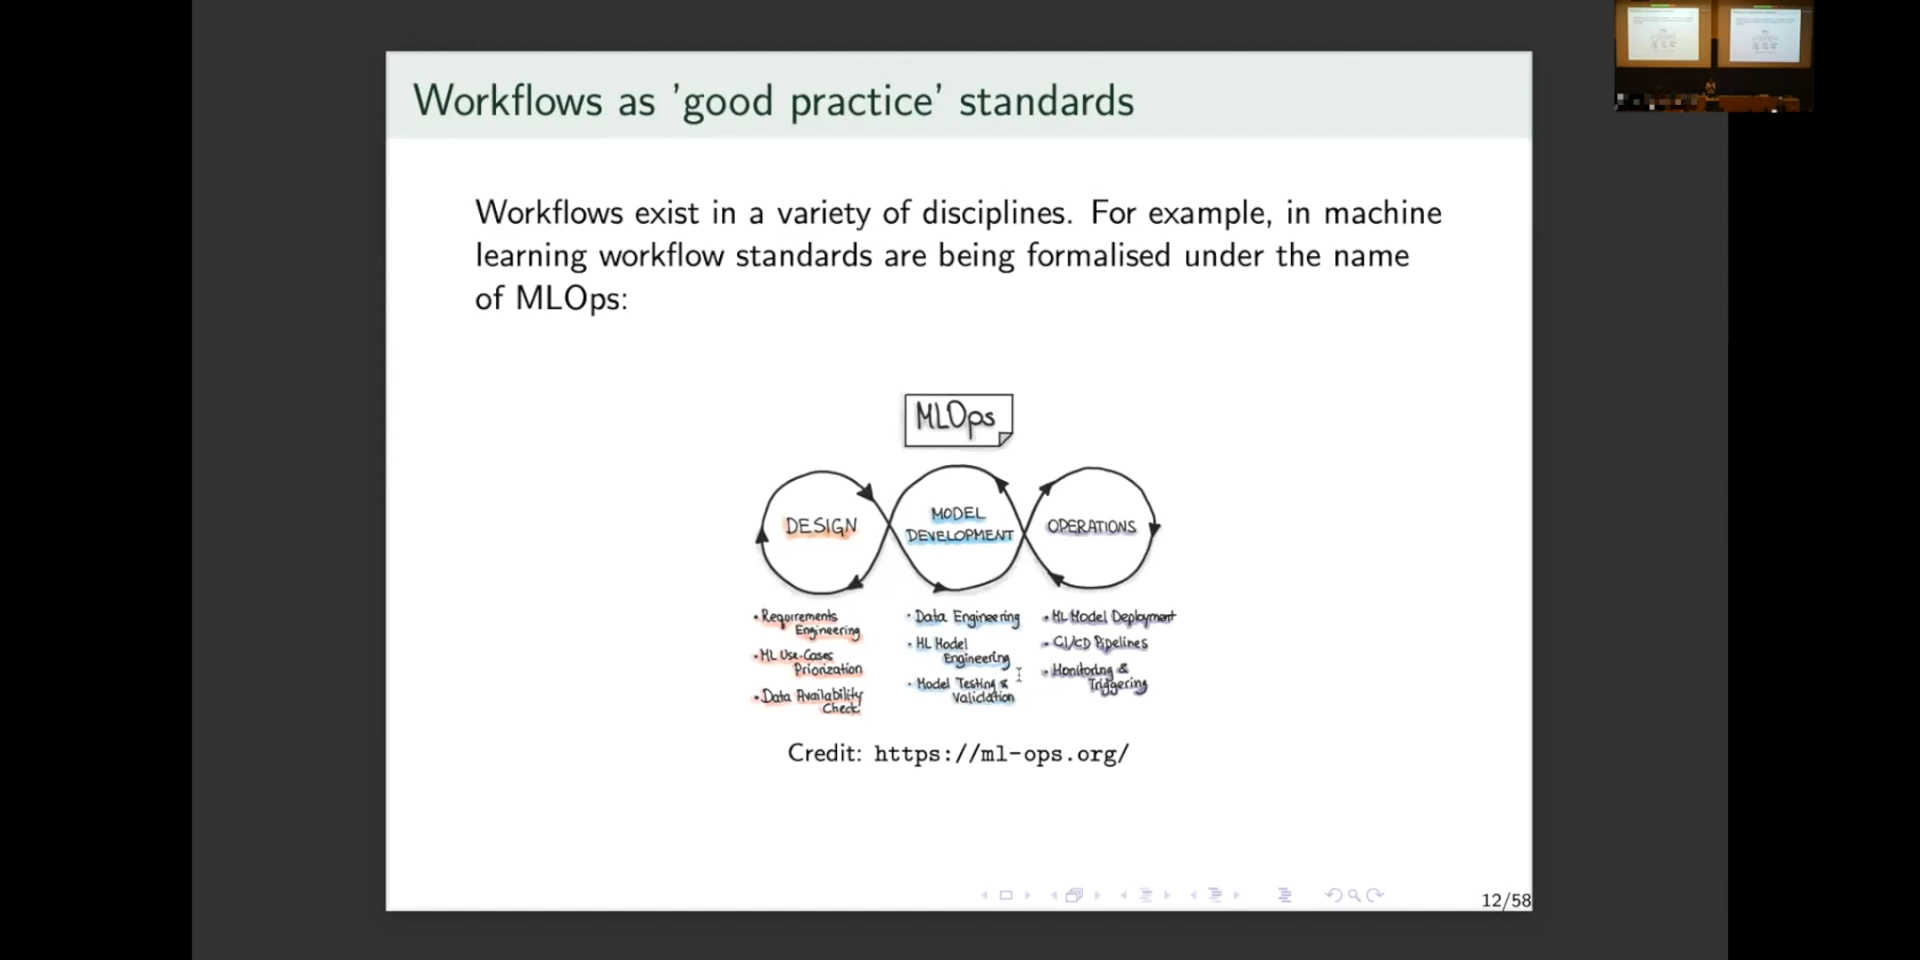 Workflows as 'good practice' standards
Workflows exist in a variety of disciplines. For example, in machine
learning workflow standards are being formalised under the name
of MLOps:
MLOps
DESIGN
MODEL
DEVELOPMENT
OPERATIONS
• Requirements
Engineering
• ML Use-Cases
Priorization
• Data Availability
Check
• Data Engineering
• ML Model
Engineering
• Model Testing &
Validation
• ML Model Deployment
• CI/CD Pipelines
• Monitoring &
Triggering
Credit: https://ml-ops.org/
12/58